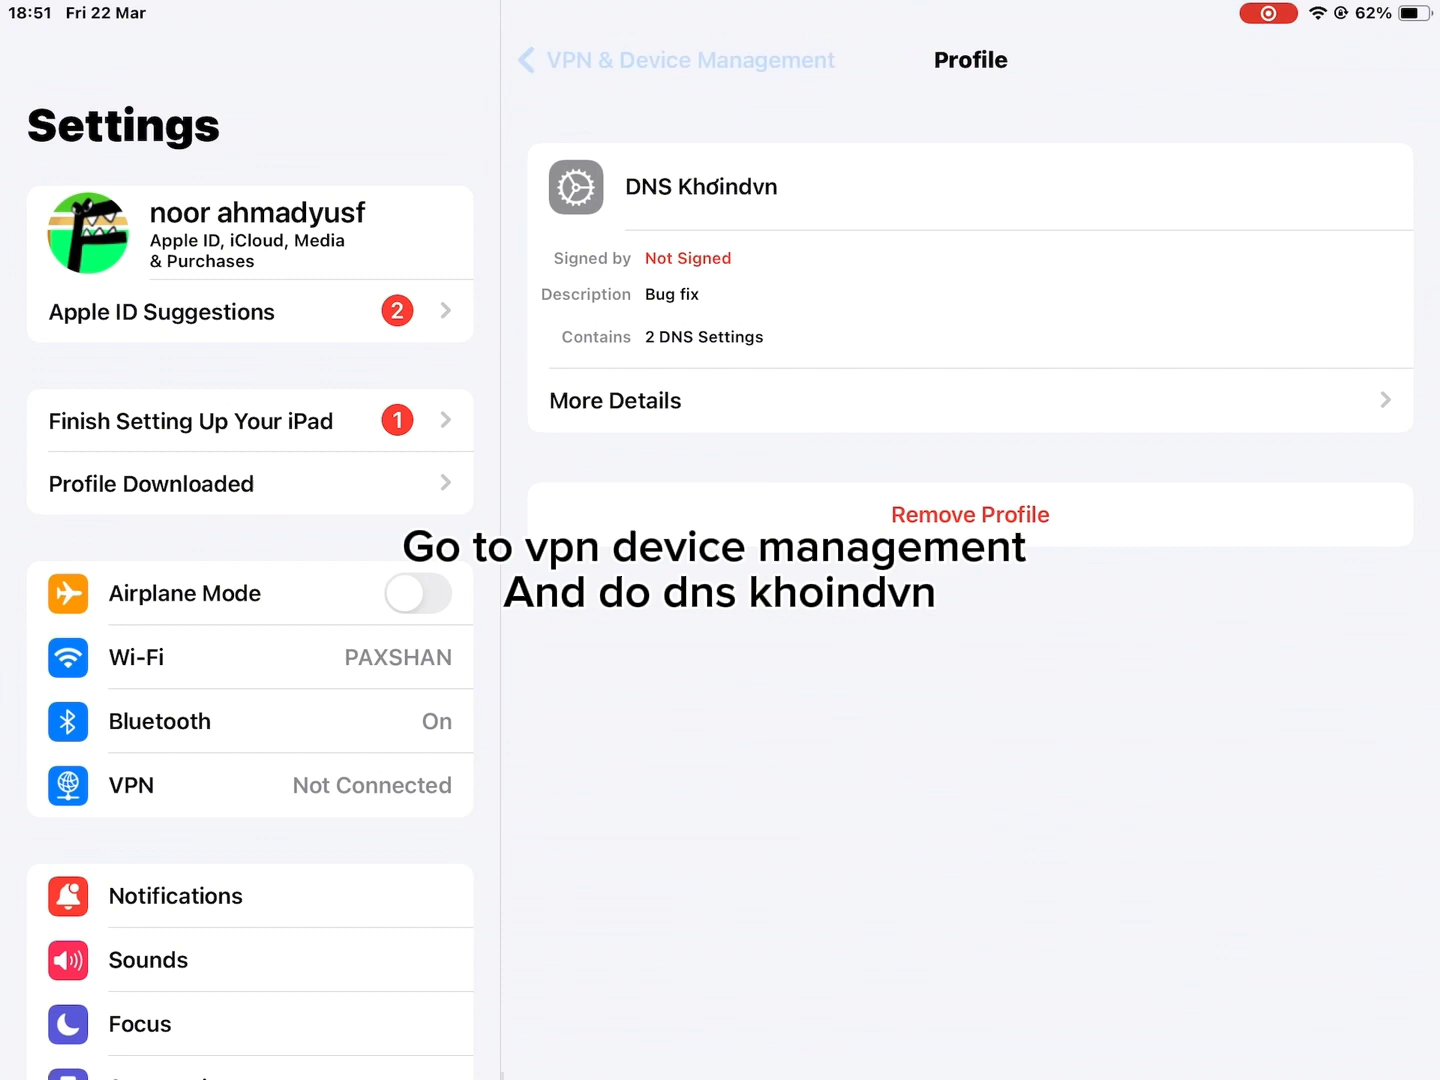 18:51 Fri 22 Mar
62%
Settings
noor ahmadyusf
Apple ID, iCloud, Media
& Purchases
Apple ID Suggestions 2
Finish Setting Up Your iPad 1
Profile Downloaded
Airplane Mode
Wi-Fi PAXSHAN
Bluetooth On
VPN Not Connected
Notifications
Sounds
Focus
VPN & Device Management
Profile
DNS Khơindvn
Signed by Not Signed
Description Bug fix
Contains 2 DNS Settings
More Details
Remove Profile
Go to vpn device management
And do dns khoindvn